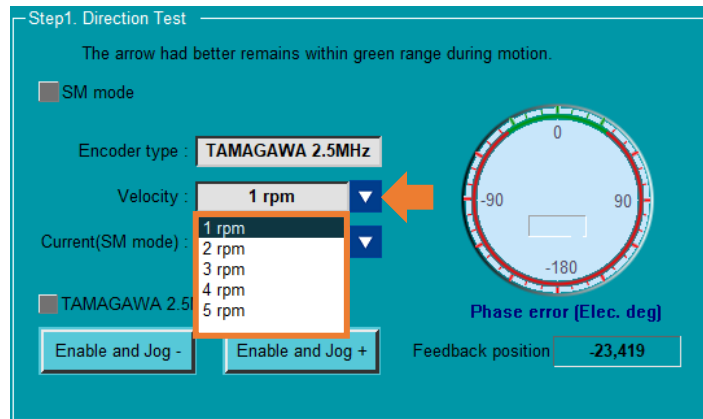 Step1. Direction Test
The arrow had better remains within green range during motion.
SM mode
Encoder type : TAMAGAWA 2.5MHz
Velocity : 1 rpm
Current(SM mode) :
1 rpm
2 rpm
3 rpm
4 rpm
5 rpm
TAMAGAWA 2.5
Enable and Jog -
Enable and Jog +
0
-90
90
-180
Phase error (Elec. deg)
Feedback position -23,419